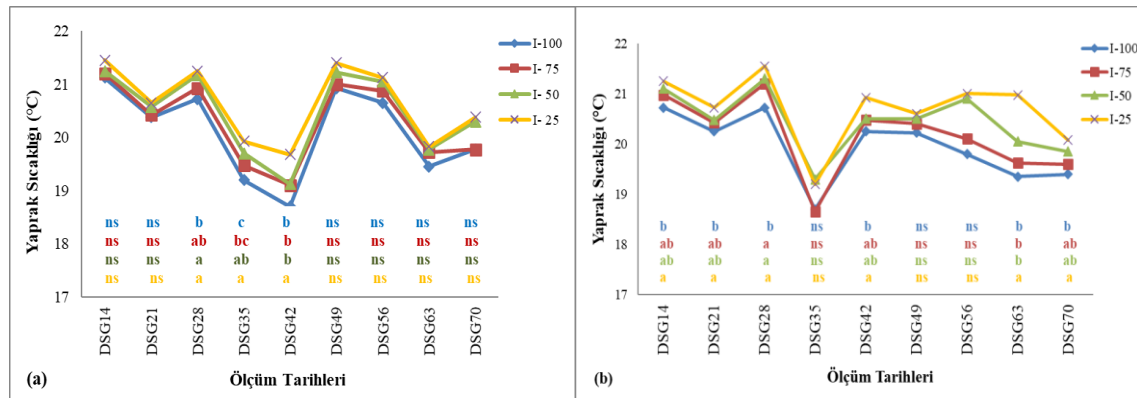 22
21
20
19
18
17
Yaprak Sıcaklığı (°C)
I-100
I- 75
I- 50
I- 25
ns ns b c b ns ns ns ns
ns ns ab bc b ns ns ns ns
ns ns a ab b ns ns ns ns
ns ns a a a ns ns ns ns
DSG14 DSG21 DSG28 DSG35 DSG42 DSG49 DSG56 DSG63 DSG70
(a)
Ölçüm Tarihleri
22
21
20
19
18
17
Yaprak Sıcaklığı (°C)
I-100
I- 75
I- 50
I- 25
b b b ns b ns ns b b
ab ab a ns ab ns ns b ab
ab ab a ns ab ns ns b ab
a a a ns a ns ns a a
DSG14 DSG21 DSG28 DSG35 DSG42 DSG49 DSG56 DSG63 DSG70
(b)
Ölçüm Tarihleri